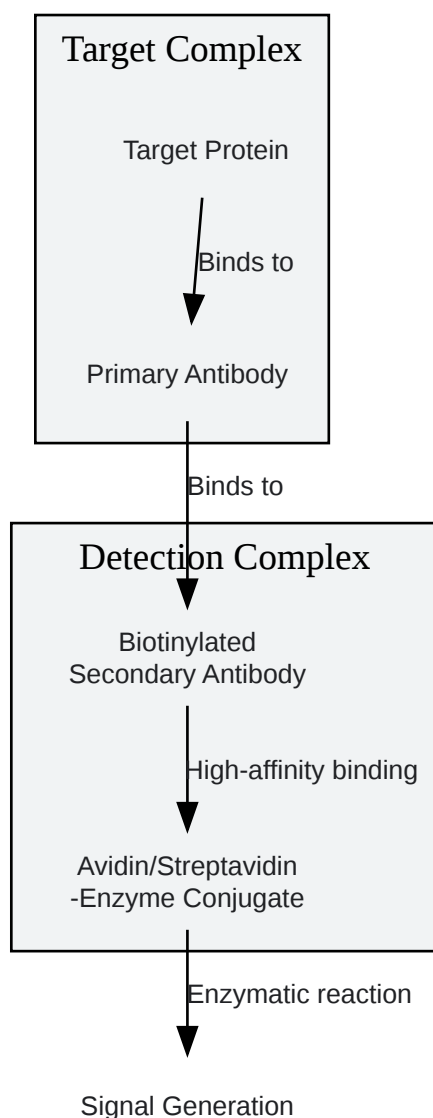 Target Complex
Target Protein
Binds to
Primary Antibody
Binds to
Detection Complex
Biotinylated
Secondary Antibody
High-affinity binding
Avidin/Streptavidin
-Enzyme Conjugate
Enzymatic reaction
Signal Generation